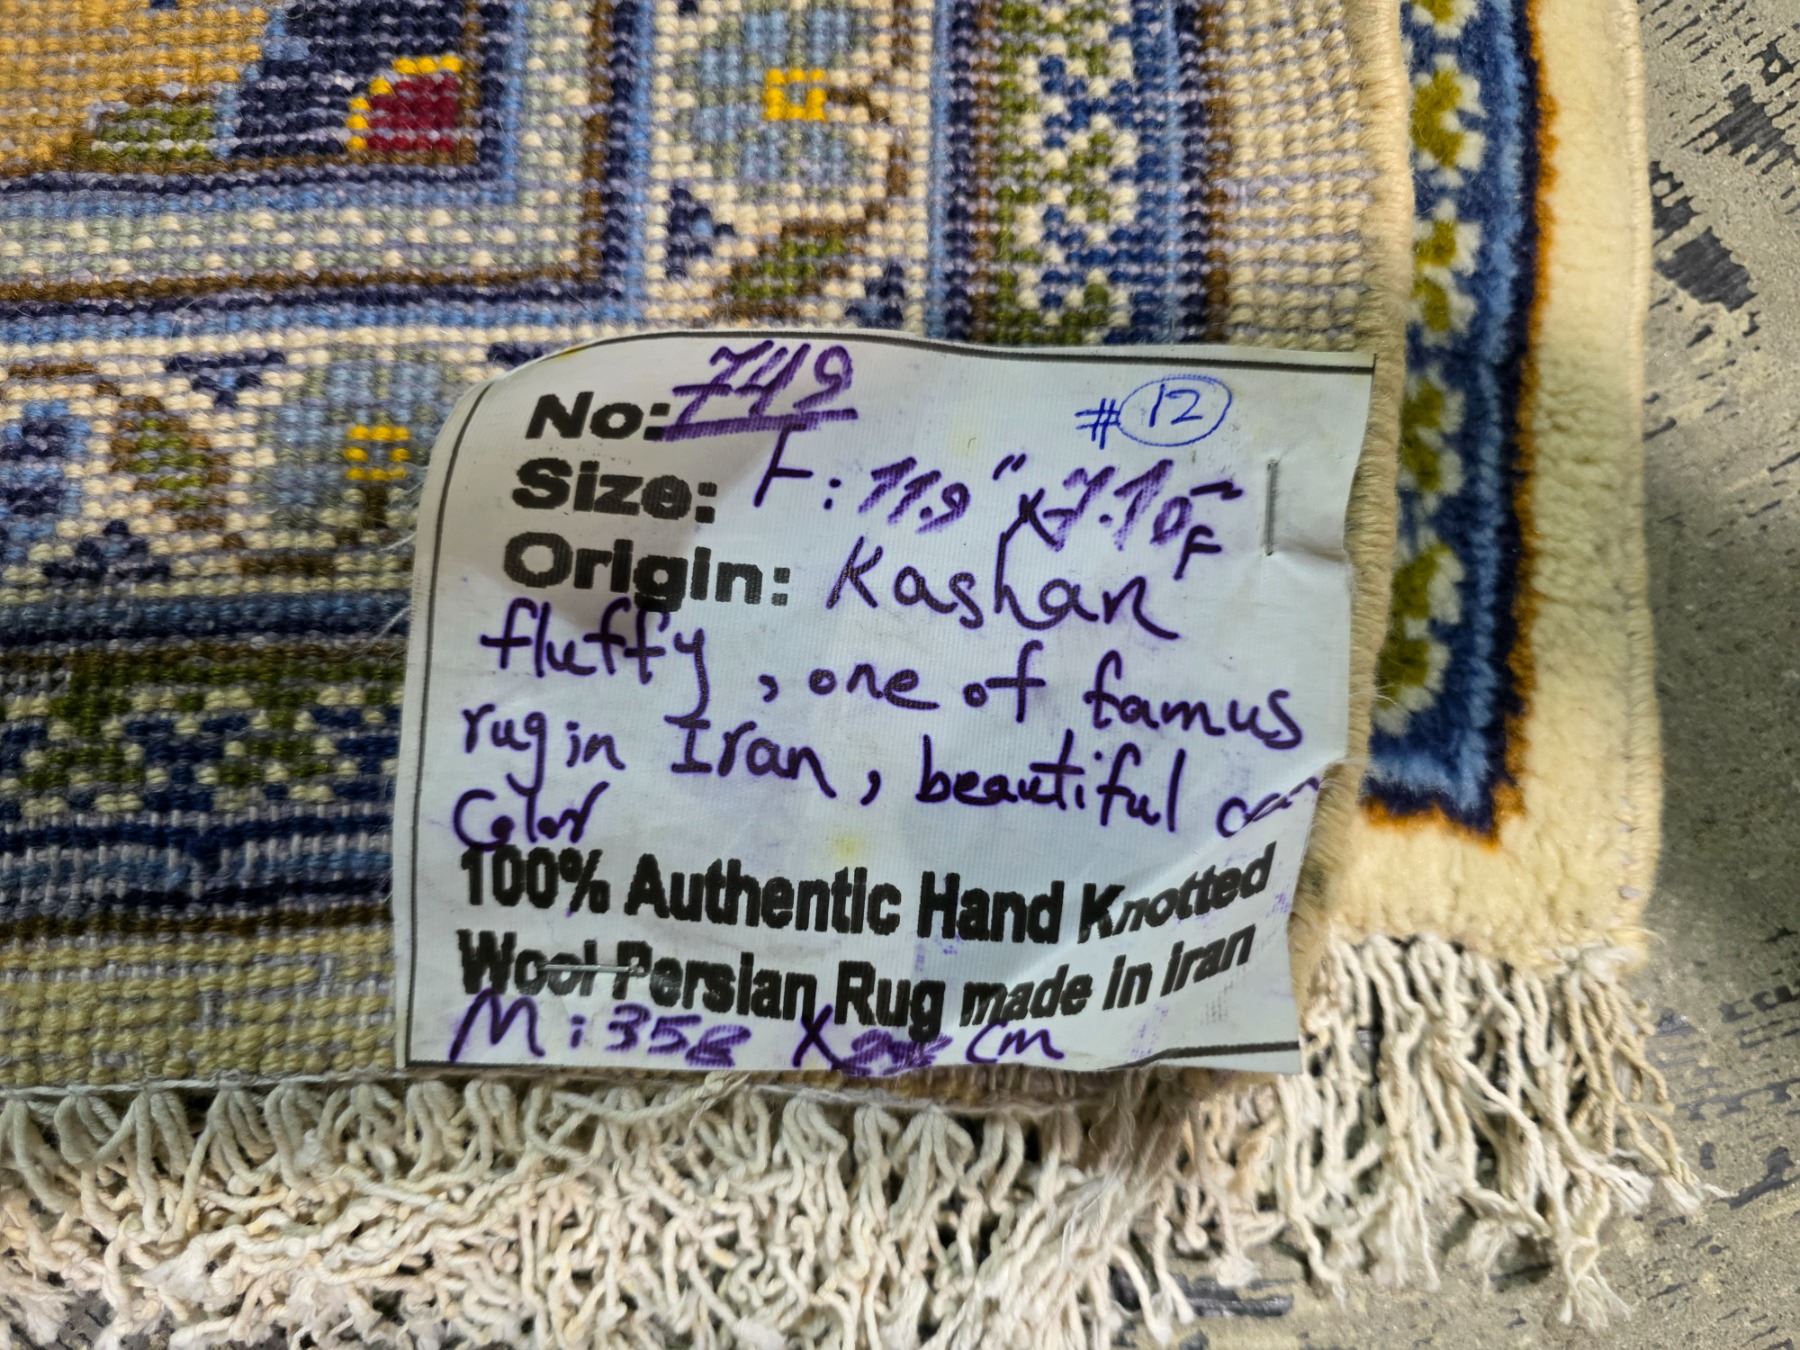 No: 749 # 12
Size: F: 11.9" x 7.10 F
Origin: Kashan
fluffy, one of famus
rug in Iran, beautiful
Color
100% Authentic Hand Knotted
Wool Persian Rug made in iran
M: 358 X cm